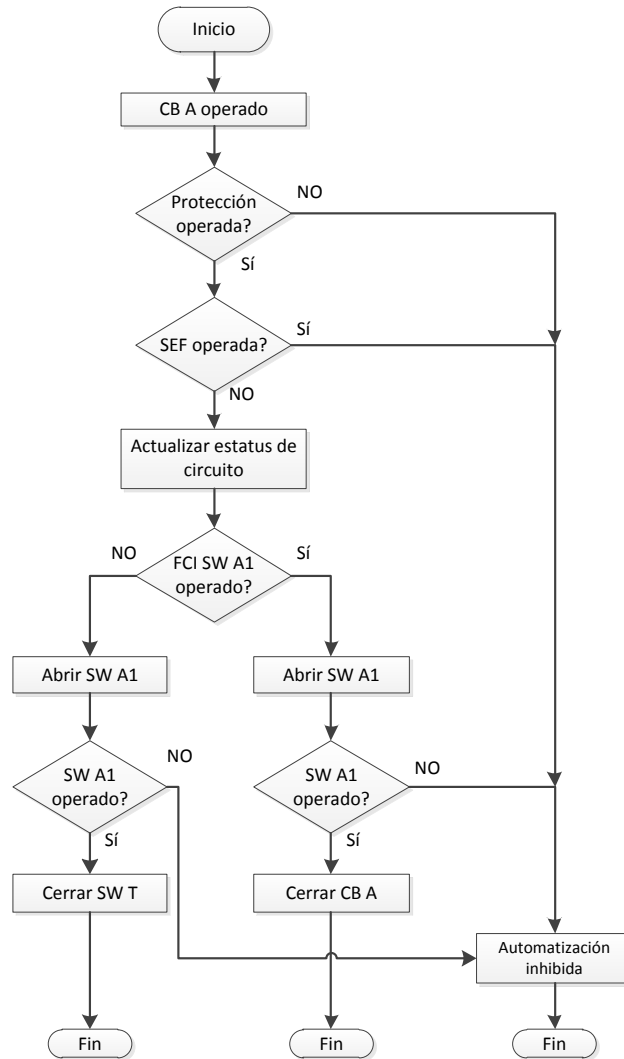 Inicio
CB A operado
Protección
operada?
NO
Sí
SEF operada?
Sí
NO
Actualizar estatus de
circuito
FCI SW A1
operado?
NO
Sí
Abrir SW A1
Abrir SW A1
SW A1
operado?
NO
Sí
SW A1
operado?
NO
Sí
Cerrar SW T
Cerrar CB A
Automatización
inhibida
Fin
Fin
Fin